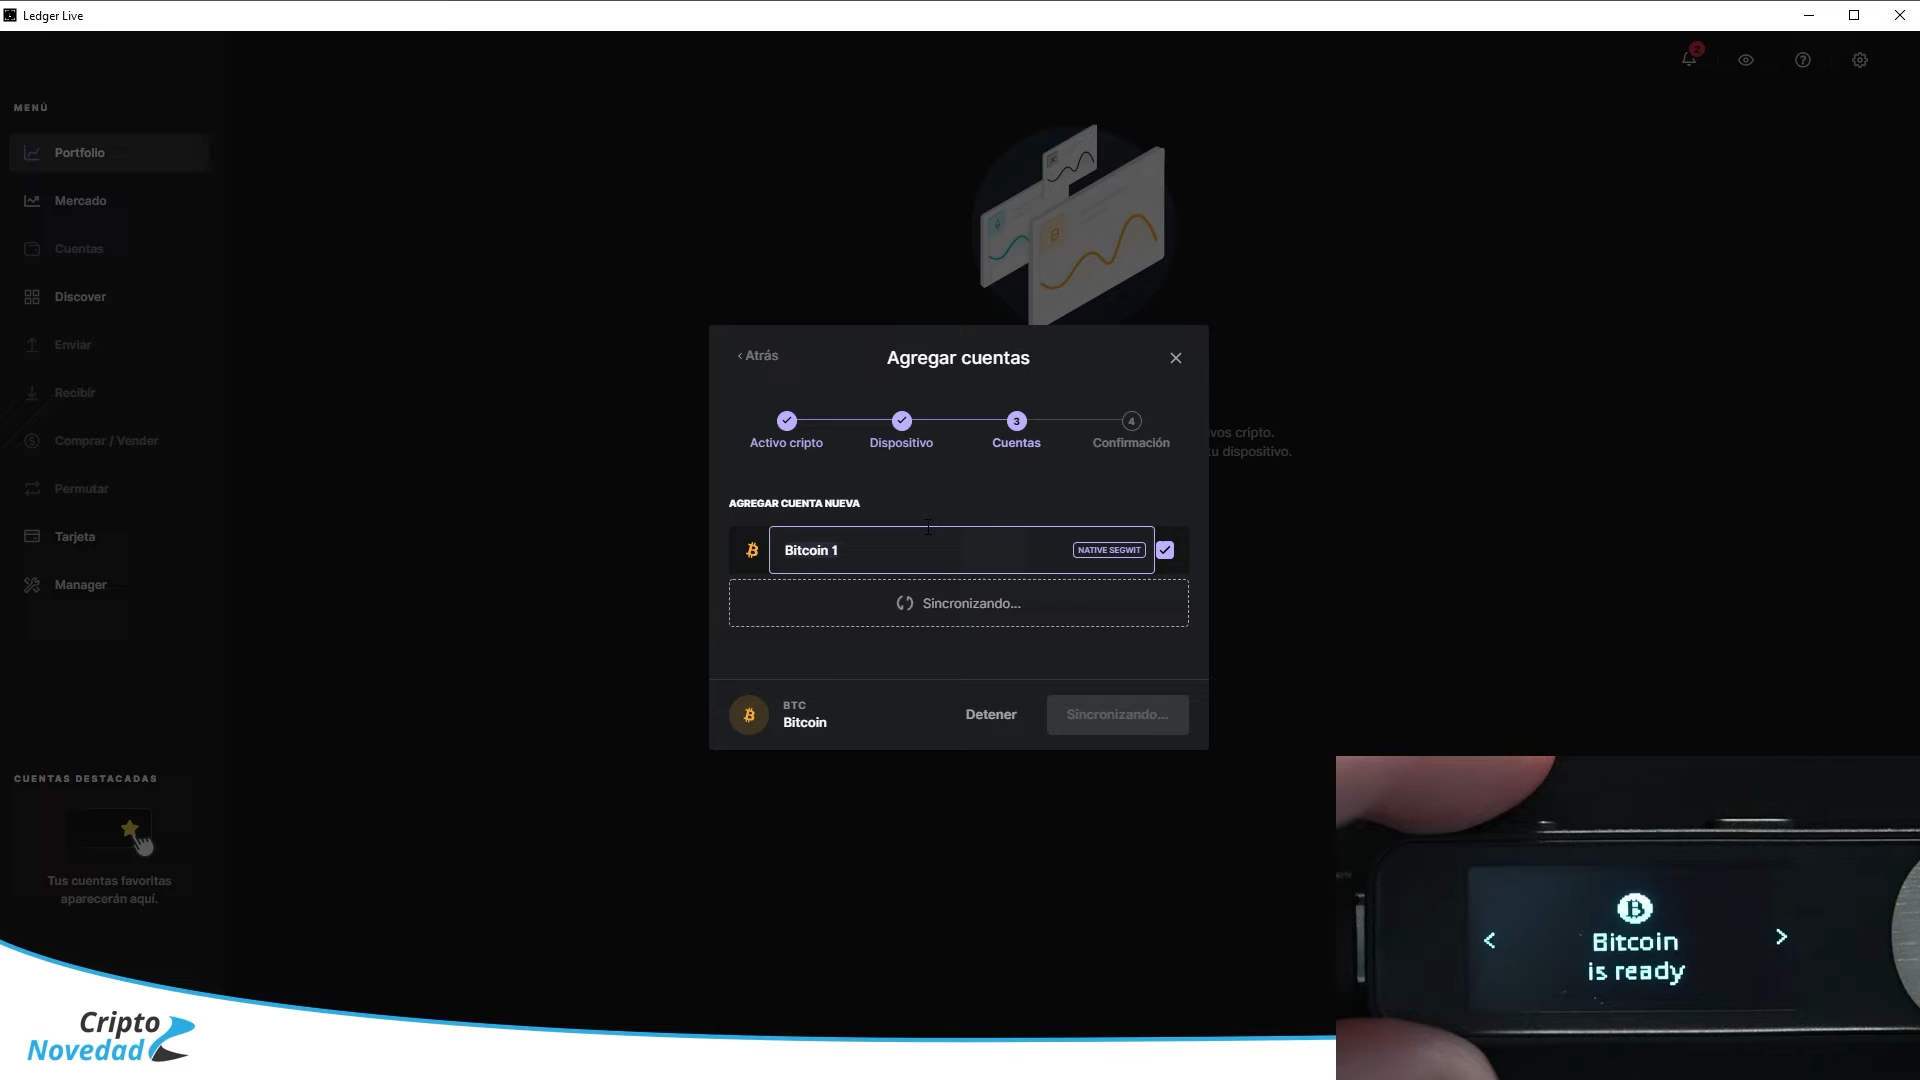 Ledger Live
2
MENÚ
Portfolio
Mercado
Cuentas
Discover
Enviar
Recibir
Comprar / Vender
Permutar
Tarjeta
Manager
CUENTAS DESTACADAS
Tus cuentas favoritas
aparecerán aquí.
‹ Atrás
Agregar cuentas
3
4
Activo cripto
Dispositivo
Cuentas
Confirmación
vos cripto.
tu dispositivo.
AGREGAR CUENTA NUEVA
Bitcoin 1
NATIVE SEGWIT
Sincronizando...
BTC
Bitcoin
Detener
Sincronizando...
Bitcoin
is ready
Cripto
Novedad